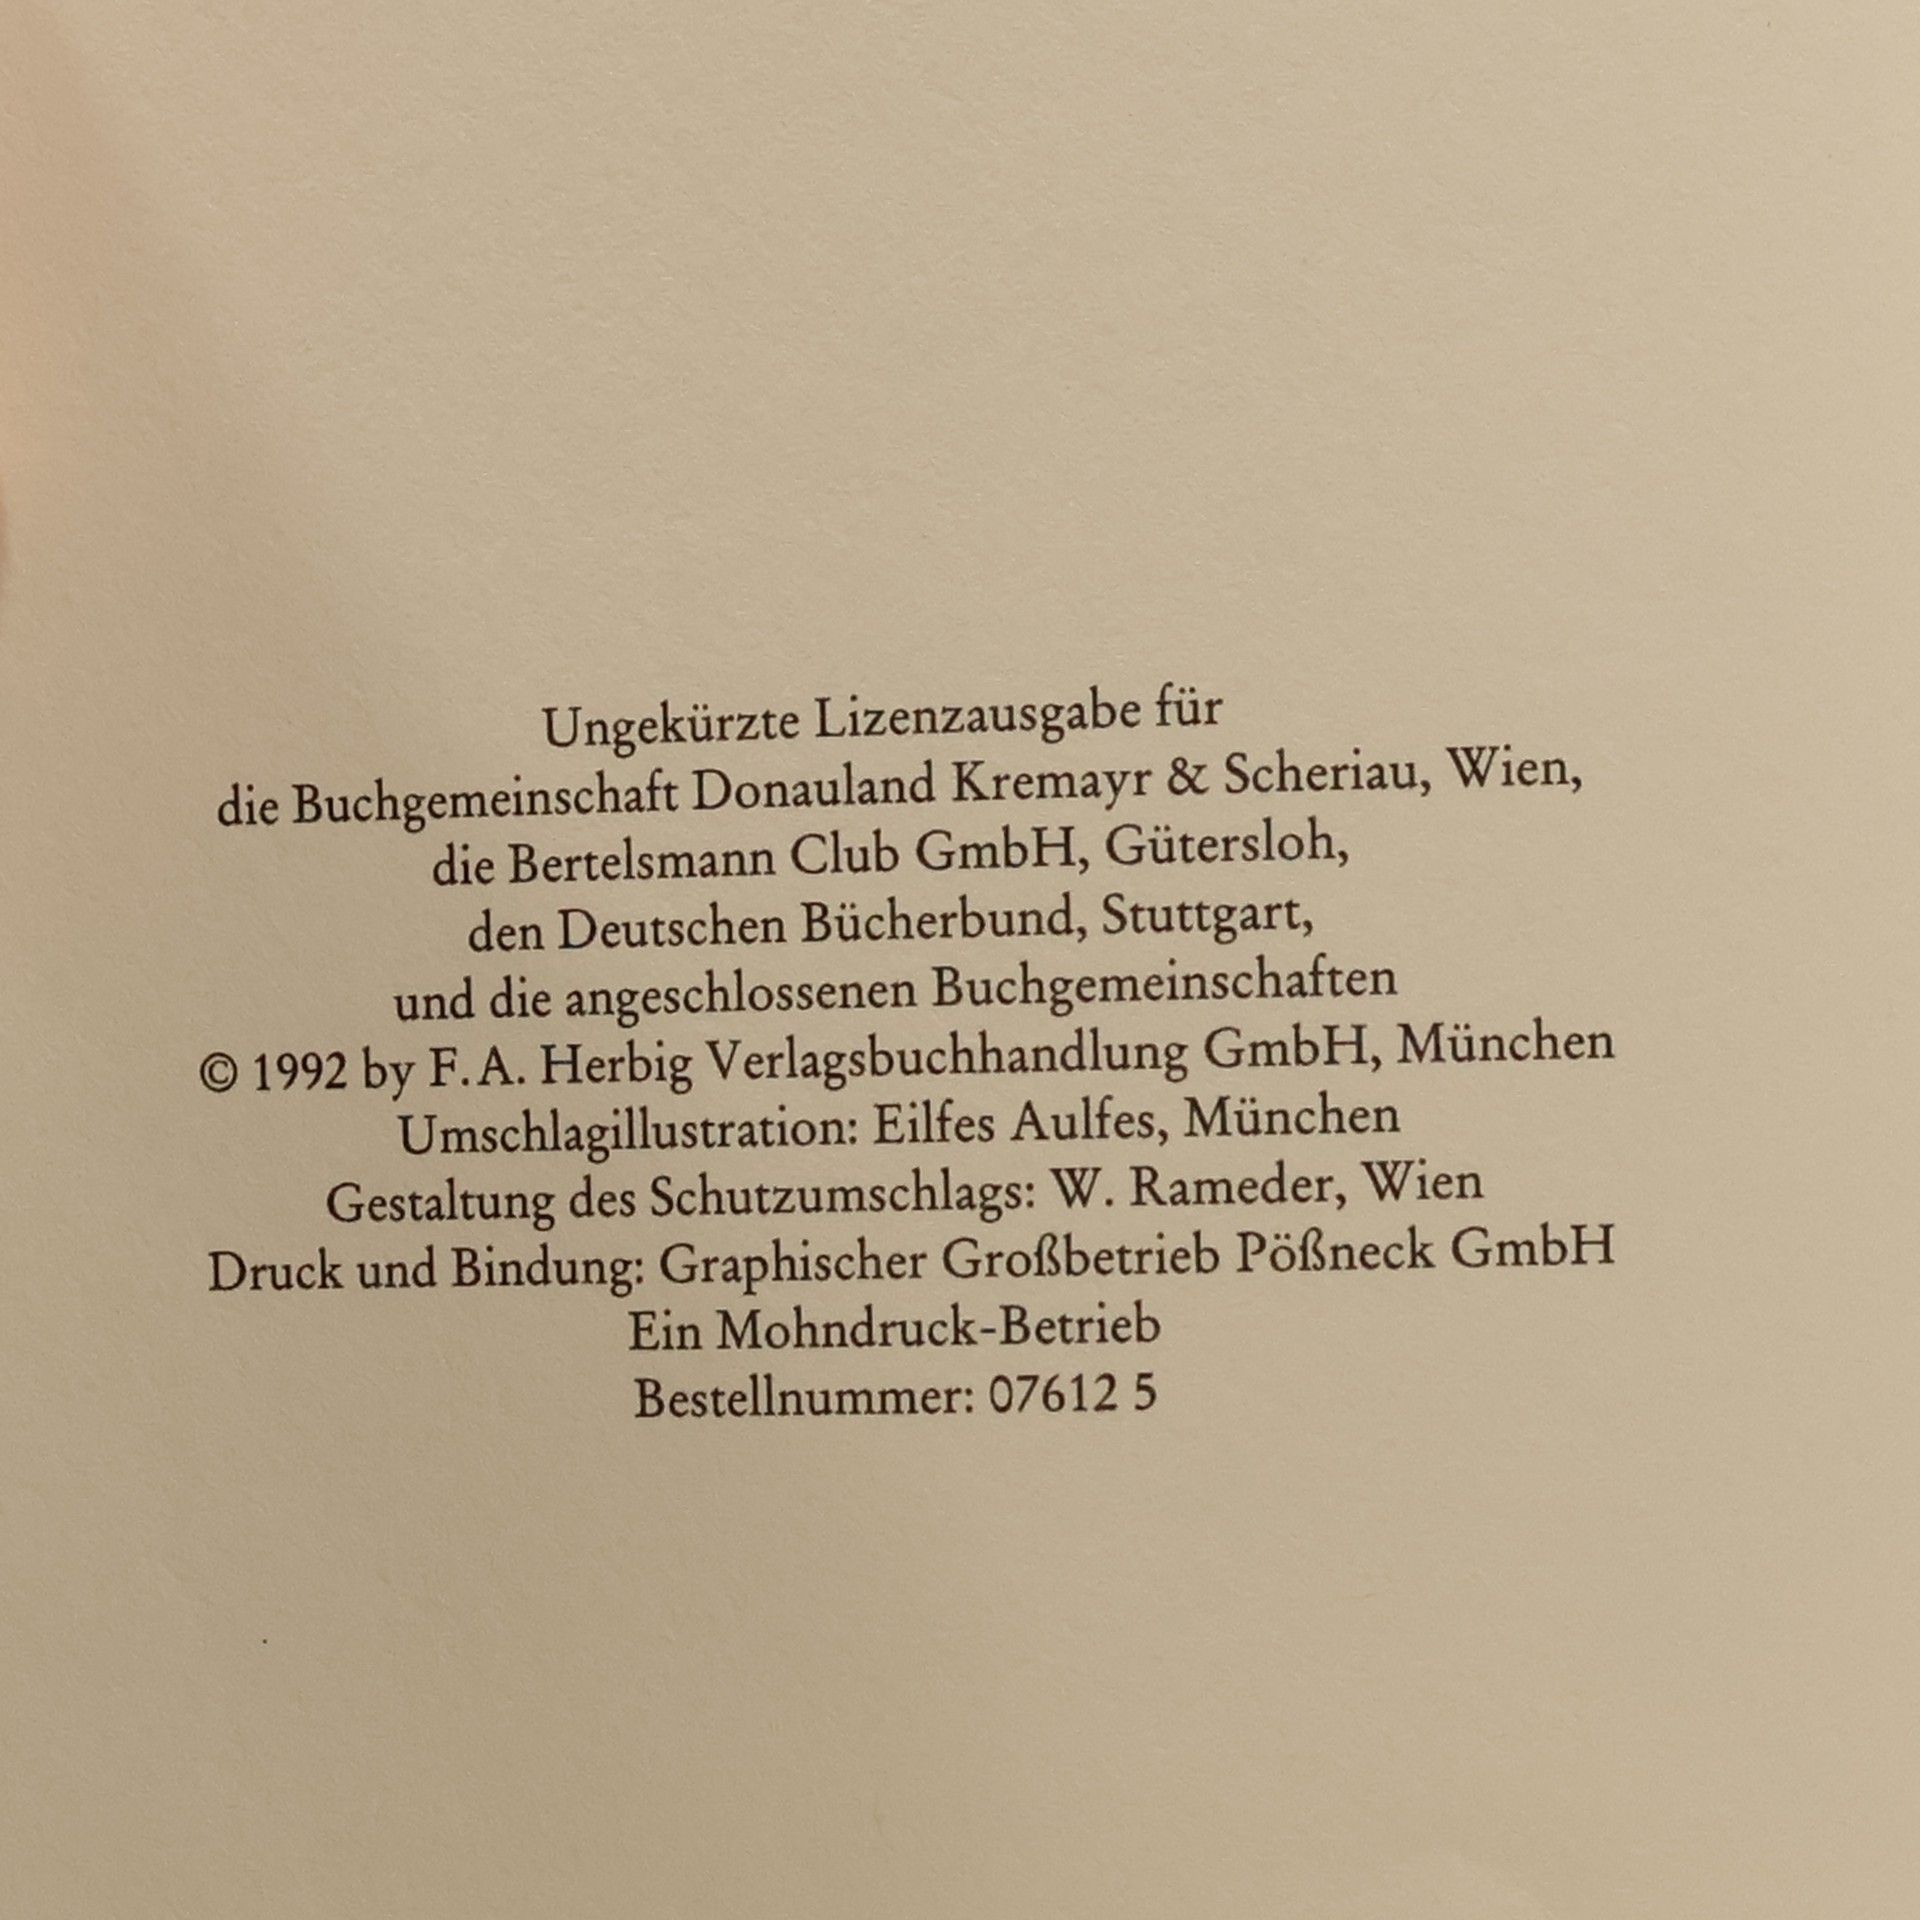 Ungekürzte Lizenzausgabe für
die Buchgemeinschaft Donauland Kremayr & Scheriau, Wien,
die Bertelsmann Club GmbH, Gütersloh,
den Deutschen Bücherbund, Stuttgart,
und die angeschlossenen Buchgemeinschaften
© 1992 by F. A. Herbig Verlagsbuchhandlung GmbH, München
Umschlagillustration: Eilfes Aulfes, München
Gestaltung des Schutzumschlags: W. Rameder, Wien
Druck und Bindung: Graphischer Großbetrieb Pößneck GmbH
Ein Mohndruck-Betrieb
Bestellnummer: 07612 5